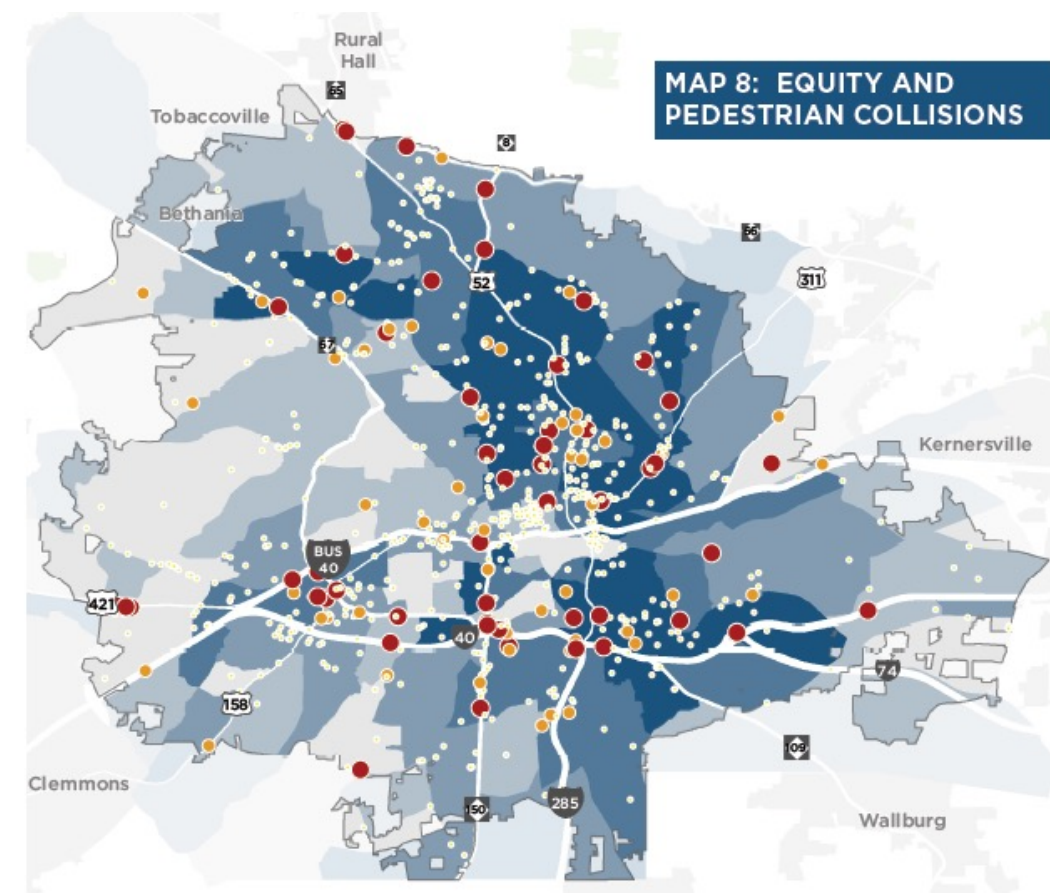 Rural
Hall
MAP 8: EQUITY AND
PEDESTRIAN COLLISIONS
65
Tobaccoville
8
Bethania
66
311
52
67
Kernersville
BUS
40
421
40
74
158
109
Clemmons
285
150
Wallburg